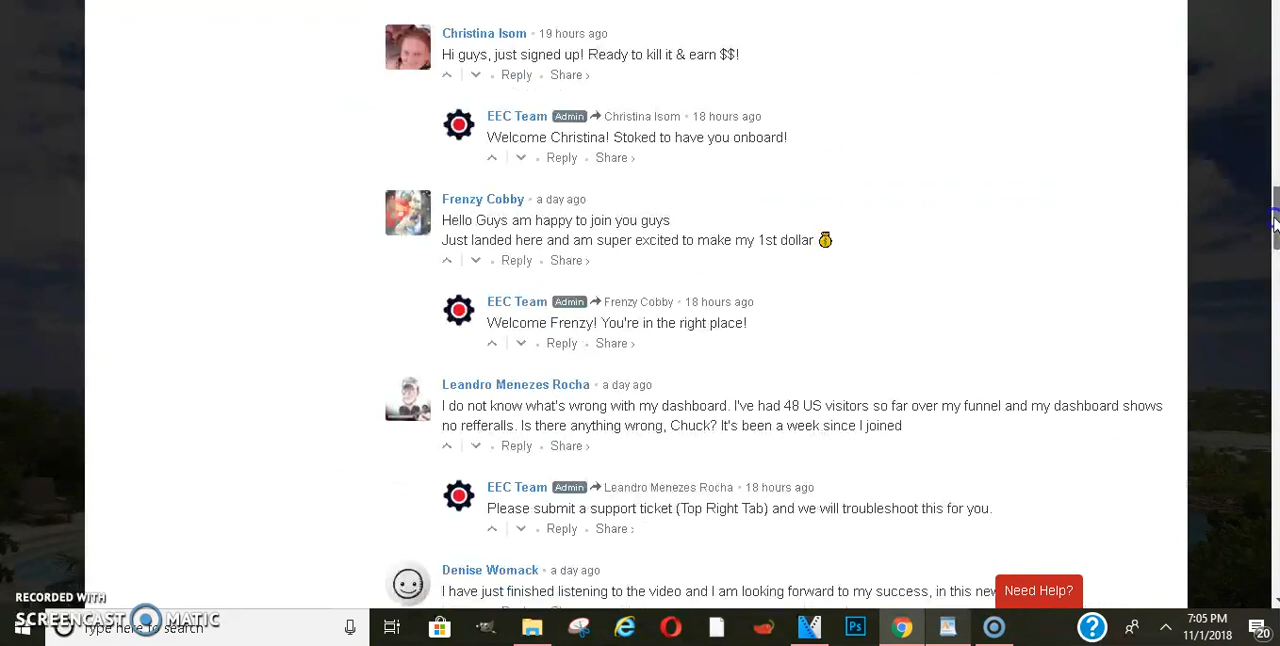 Christina Isom • 19 hours ago
Hi guys, just signed up! Ready to kill it & earn $$!
Reply • Share ›
EEC Team Admin Christina Isom • 18 hours ago
Welcome Christina! Stoked to have you onboard!
Reply • Share ›
Frenzy Cobby • a day ago
Hello Guys am happy to join you guys
Just landed here and am super excited to make my 1st dollar
Reply • Share ›
EEC Team Admin Frenzy Cobby • 18 hours ago
Welcome Frenzy! You're in the right place!
Reply • Share ›
Leandro Menezes Rocha • a day ago
I do not know what's wrong with my dashboard. I've had 48 US visitors so far over my funnel and my dashboard shows
no refferalls. Is there anything wrong, Chuck? It's been a week since I joined
Reply • Share ›
EEC Team Admin Leandro Menezes Rocha • 18 hours ago
Please submit a support ticket (Top Right Tab) and we will troubleshoot this for you.
Reply • Share ›
Denise Womack • a day ago
I have just finished listening to the video and I am looking forward to my success, in this new
Need Help?
RECORDED WITH
SCREENCAST MATIC
Type here to search
Ps
7:05 PM
11/1/2018
20